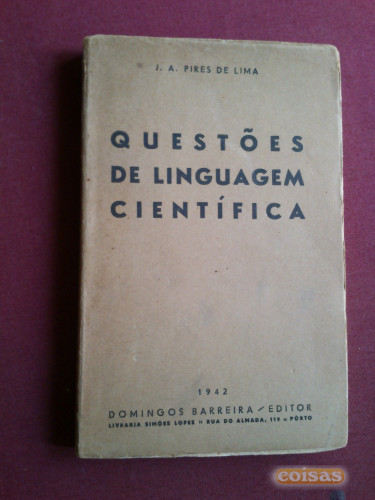 J. A. PIRES DE LIMA
QUESTÕES
DE LINGUAGEM
CIENTÍFICA
1942
DOMINGOS BARREIRA / EDITOR
LIVRARIA SIMÕES LOPES = RUA DO ALMADA, 119 = PÔRTO
coisas